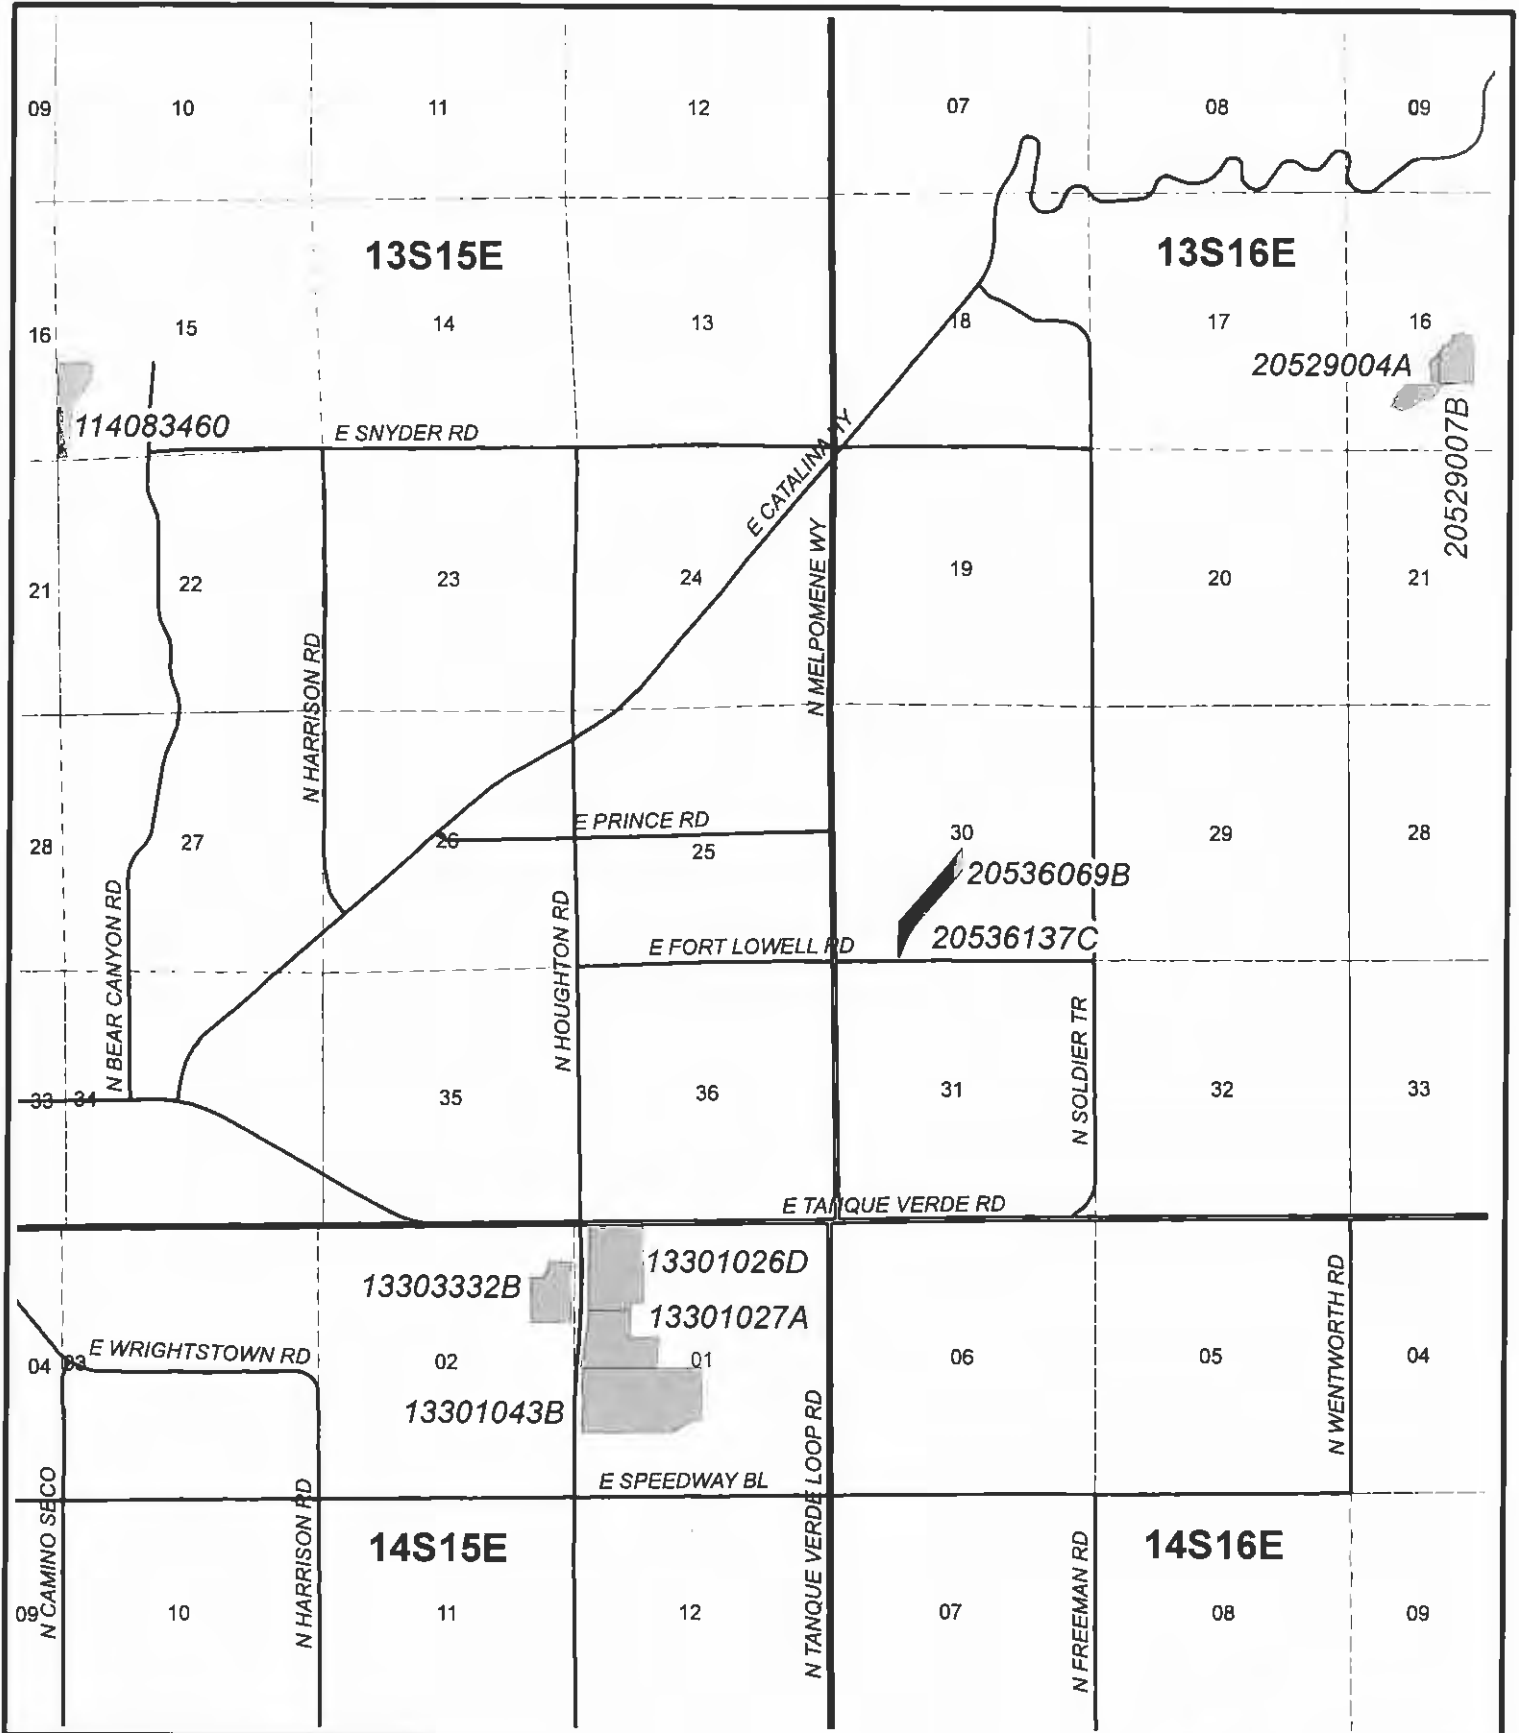 09 10 11 12 07 08 09
13S15E 13S16E
16 15 14 13 18 17 16
20529004A
114083460
E SNYDER RD
E CATALINA HY
20529007B
N MELPOMENE WY
21 22 23 24 19 20 21
N HARRISON RD
E PRINCE RD
28 27 26 25 30 29 28
20536069B
N BEAR CANYON RD
N HOUGHTON RD
E FORT LOWELL RD
20536137C
N SOLDIER TR
33 34 35 36 31 32 33
E TANQUE VERDE RD
13301026D
13303332B
13301027A
N WENTWORTH RD
E WRIGHTSTOWN RD
04 03 02 01 06 05 04
13301043B
N TANQUE VERDE LOOP RD
E SPEEDWAY BL
N CAMINO SECO
N HARRISON RD
14S15E 14S16E
N FREEMAN RD
09 10 11 12 07 08 09